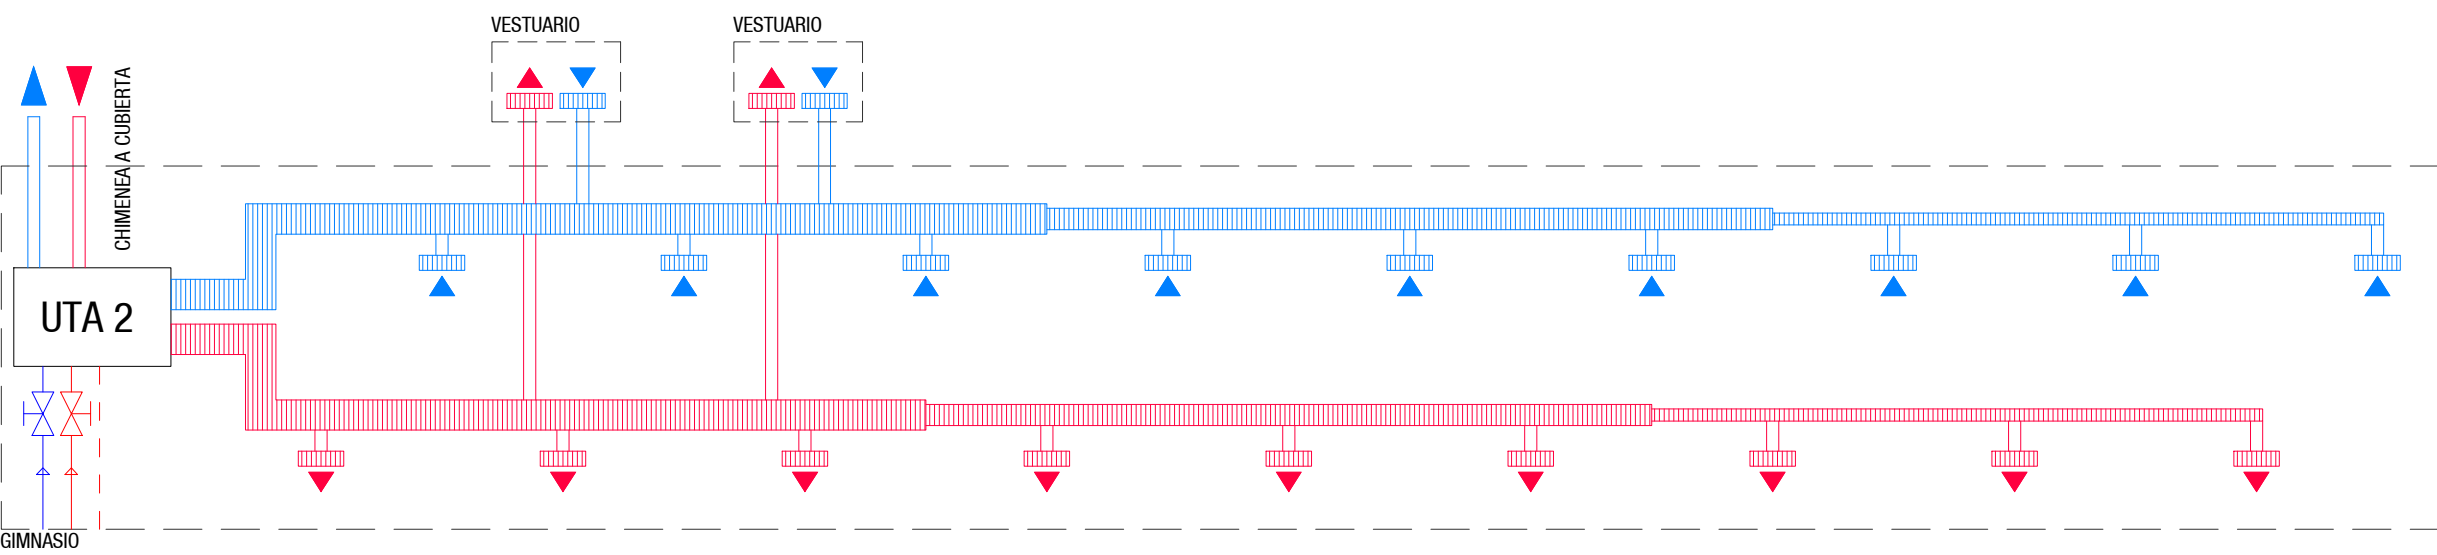 VESTUARIO
VESTUARIO
CHIMENEA A CUBIERTA
UTA 2
GIMNASIO